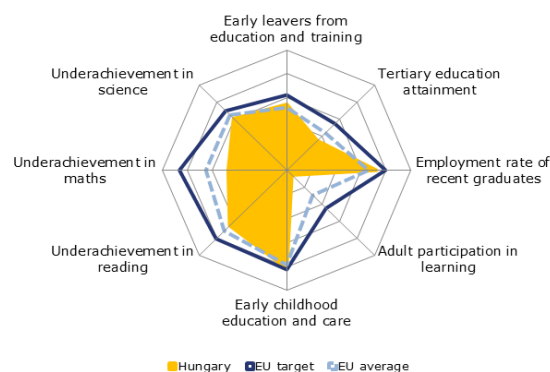 Early leavers from
education and training
Tertiary education
attainment
Employment rate of
recent graduates
Adult participation in
learning
Early childhood
education and care
Underachievement in
reading
Underachievement in
maths
Underachievement in
science
Hungary EU target EU average